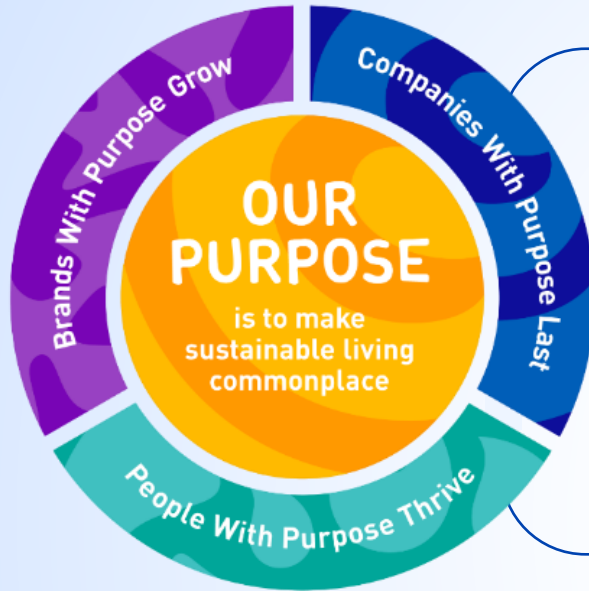 Brands With Purpose Grow
Companies With Purpose Last
OUR
PURPOSE
is to make
sustainable living
commonplace
People With Purpose Thrive